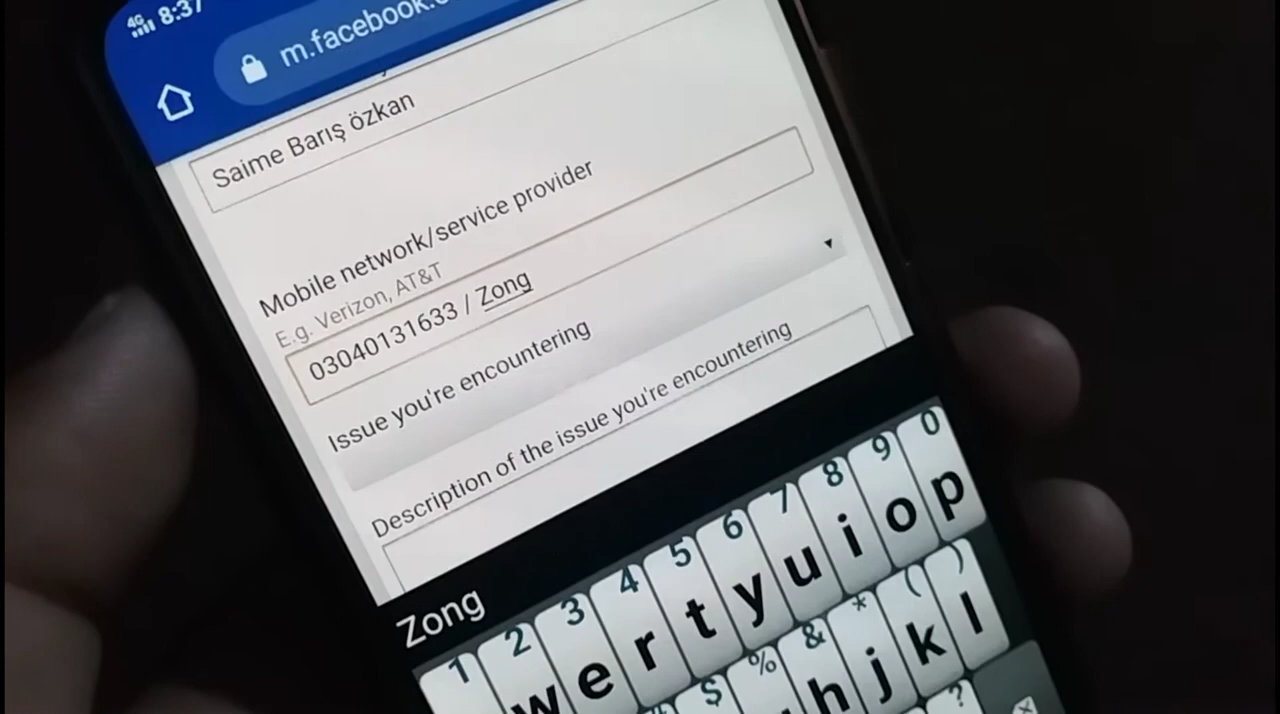 4G 8:37
m.facebook.c
Saime Barış özkan
Mobile network/service provider
E.g. Verizon, AT&T
03040131633 / Zong
Issue you're encountering
Description of the issue you're encountering
Zong
1 2 3 4 5 6 7 8 9 0
w e r t y u i o p
$ % & * ( )
h j k l
?